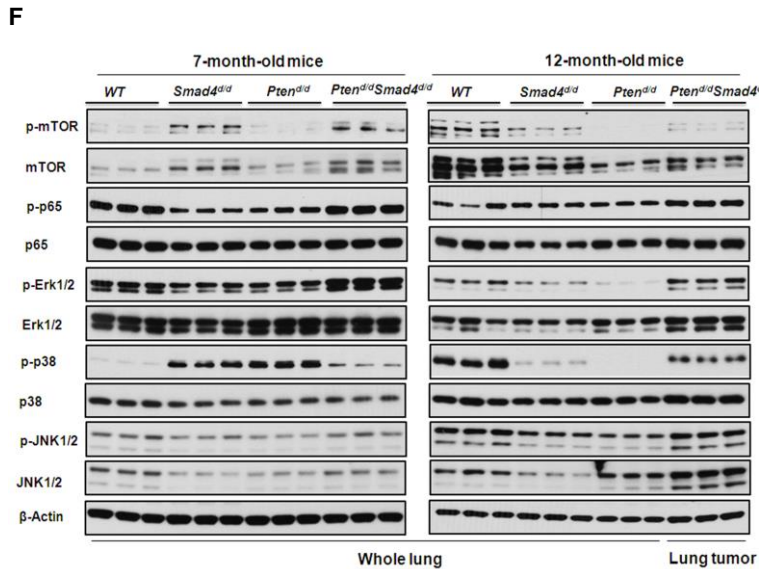 F
7-month-old mice 12-month-old mice
WT Smad4d/d Ptend/d Ptend/dSmad4d/d WT Smad4d/d Ptend/d Ptend/dSmad4d
p-mTOR
mTOR
p-p65
p65
p-Erk1/2
Erk1/2
p-p38
p38
p-JNK1/2
JNK1/2
β-Actin
Whole lung Lung tumor